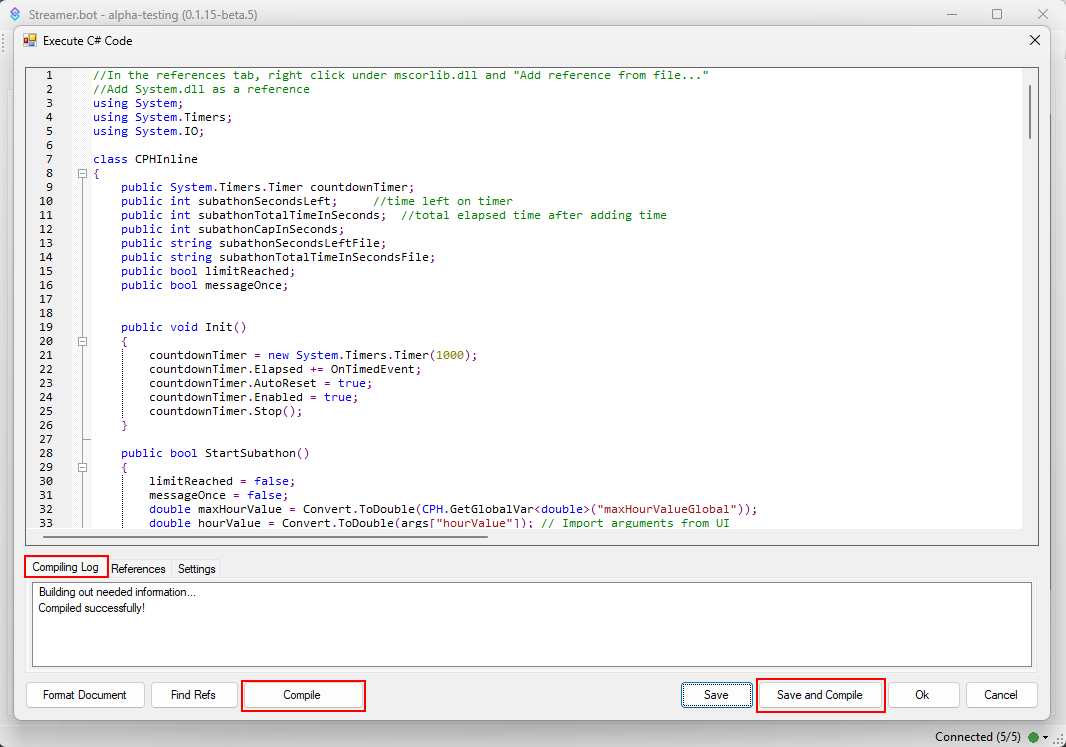 Streamer.bot - alpha-testing (0.1.15-beta.5)
Execute C# Code
1 //In the references tab, right click under mscorlib.dll and "Add reference from file..."
2 //Add System.dll as a reference
3 using System;
4 using System.Timers;
5 using System.IO;
6
7 class CPHInline
8 {
9 public System.Timers.Timer countdownTimer;
10 public int subathonSecondsLeft; //time left on timer
11 public int subathonTotalTimeInSeconds; //total elapsed time after adding time
12 public int subathonCapInSeconds;
13 public string subathonSecondsLeftFile;
14 public string subathonTotalTimeInSecondsFile;
15 public bool limitReached;
16 public bool messageOnce;
17
18
19 public void Init()
20 {
21 countdownTimer = new System.Timers.Timer(1000);
22 countdownTimer.Elapsed += OnTimedEvent;
23 countdownTimer.AutoReset = true;
24 countdownTimer.Enabled = true;
25 countdownTimer.Stop();
26 }
27
28 public bool StartSubathon()
29 {
30 limitReached = false;
31 messageOnce = false;
32 double maxHourValue = Convert.ToDouble(CPH.GetGlobalVar<double>("maxHourValueGlobal"));
33 double hourValue = Convert.ToDouble(args["hourValue"]); // Import arguments from UI
Compiling Log References Settings
Building out needed information...
Compiled successfully!
Format Document Find Refs Compile Save Save and Compile Ok Cancel
Connected (5/5)